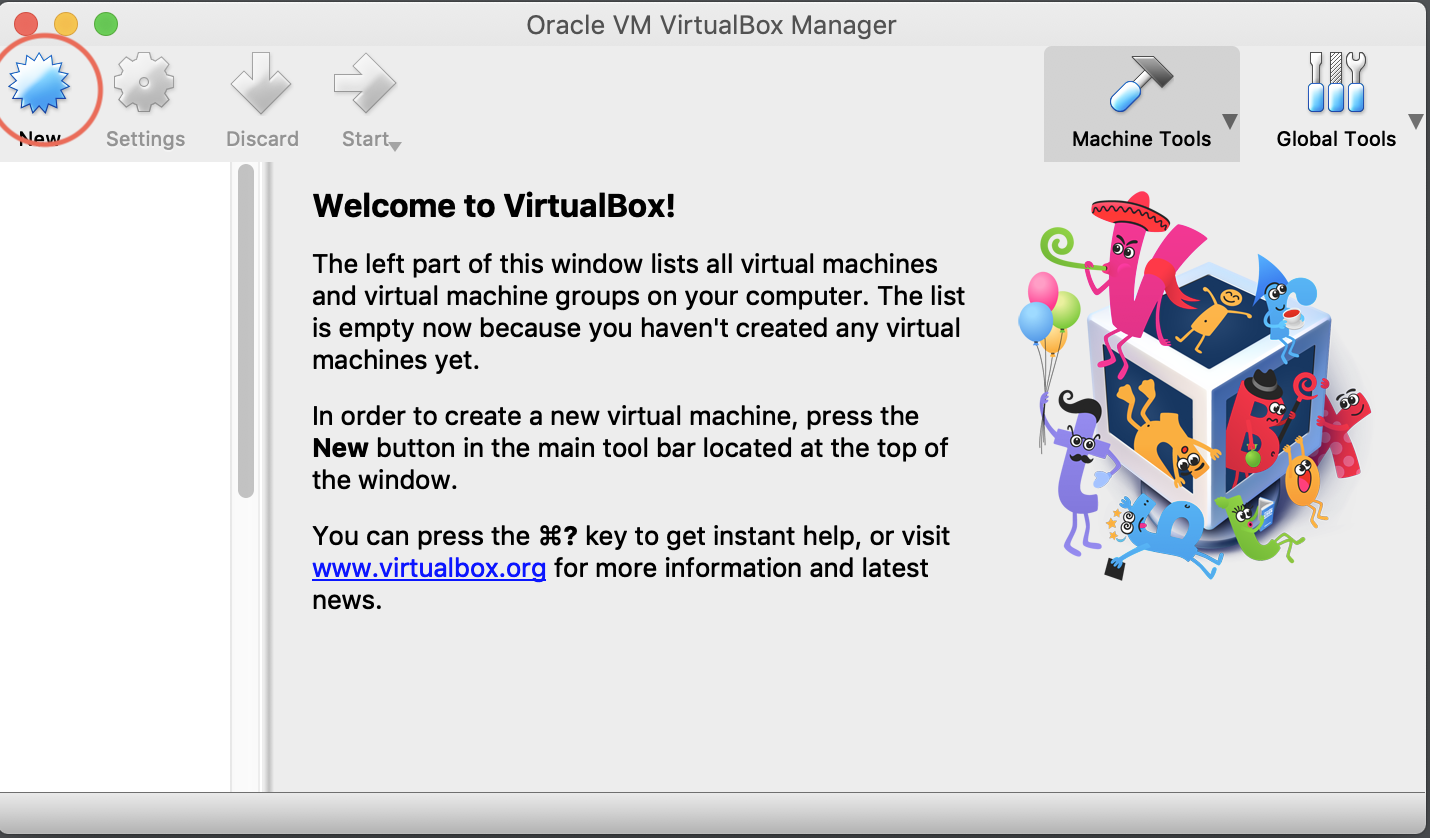 Oracle VM VirtualBox Manager
New
Settings
Discard
Start
Machine Tools
Global Tools
Welcome to VirtualBox!
The left part of this window lists all virtual machines
and virtual machine groups on your computer. The list
is empty now because you haven't created any virtual
machines yet.
In order to create a new virtual machine, press the
New button in the main tool bar located at the top of
the window.
You can press the ⌘? key to get instant help, or visit
www.virtualbox.org for more information and latest
news.